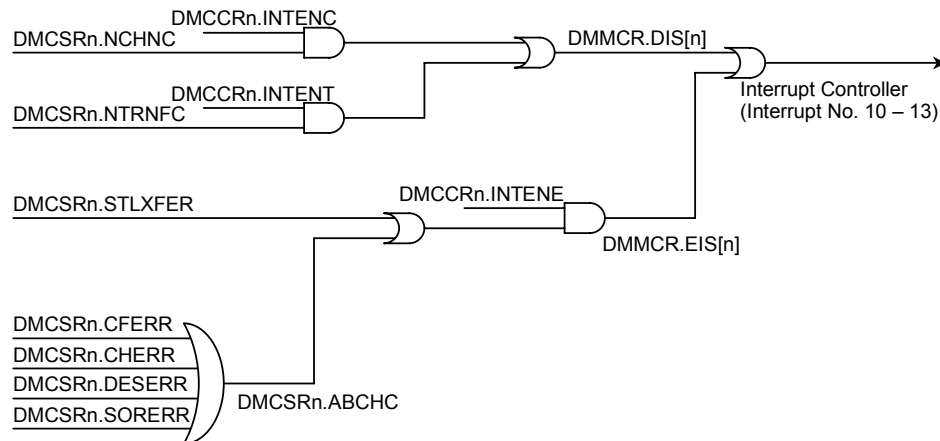 DMCCRn.INTENC
DMCSRn.NCHNC
DMMCR.DIS[n]
Interrupt Controller
(Interrupt No. 10 – 13)
DMCCRn.INTENT
DMCSRn.NTRNFC
DMCCRn.INTENE
DMCSRn.STLXFER
DMMCR.EIS[n]
DMCSRn.CFERR
DMCSRn.CHERR
DMCSRn.DESERR
DMCSRn.SORERR
DMCSRn.ABCHC